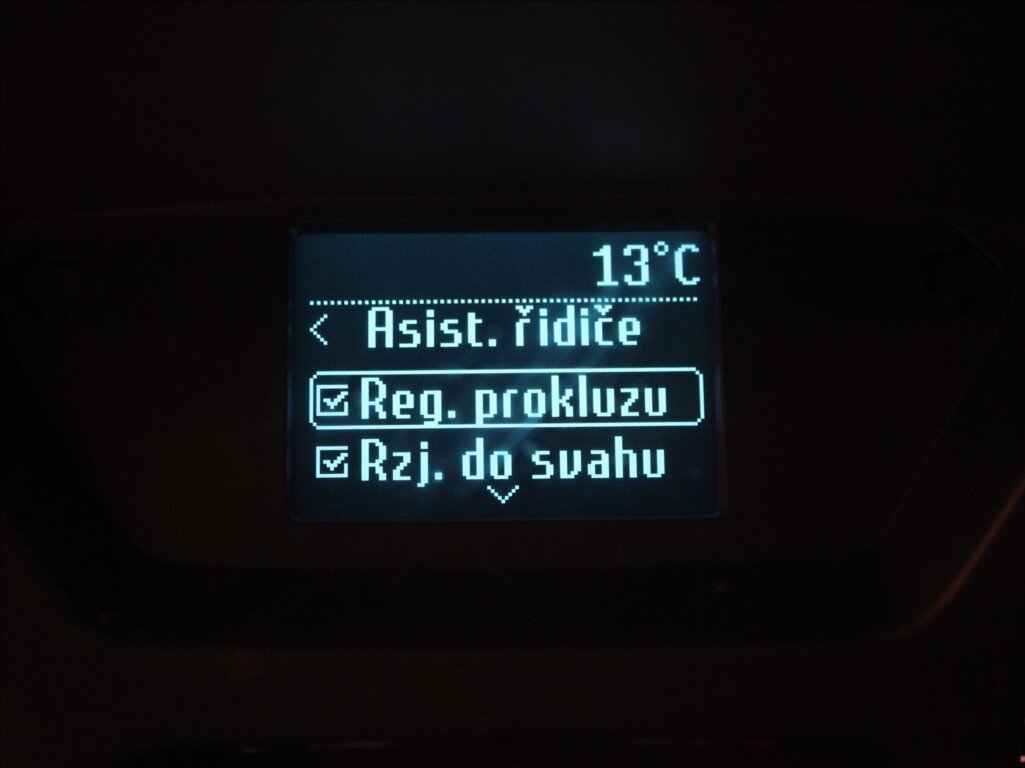 13°C
< Asist. řidiče
Reg. prokluzu
Rzj. do svahu